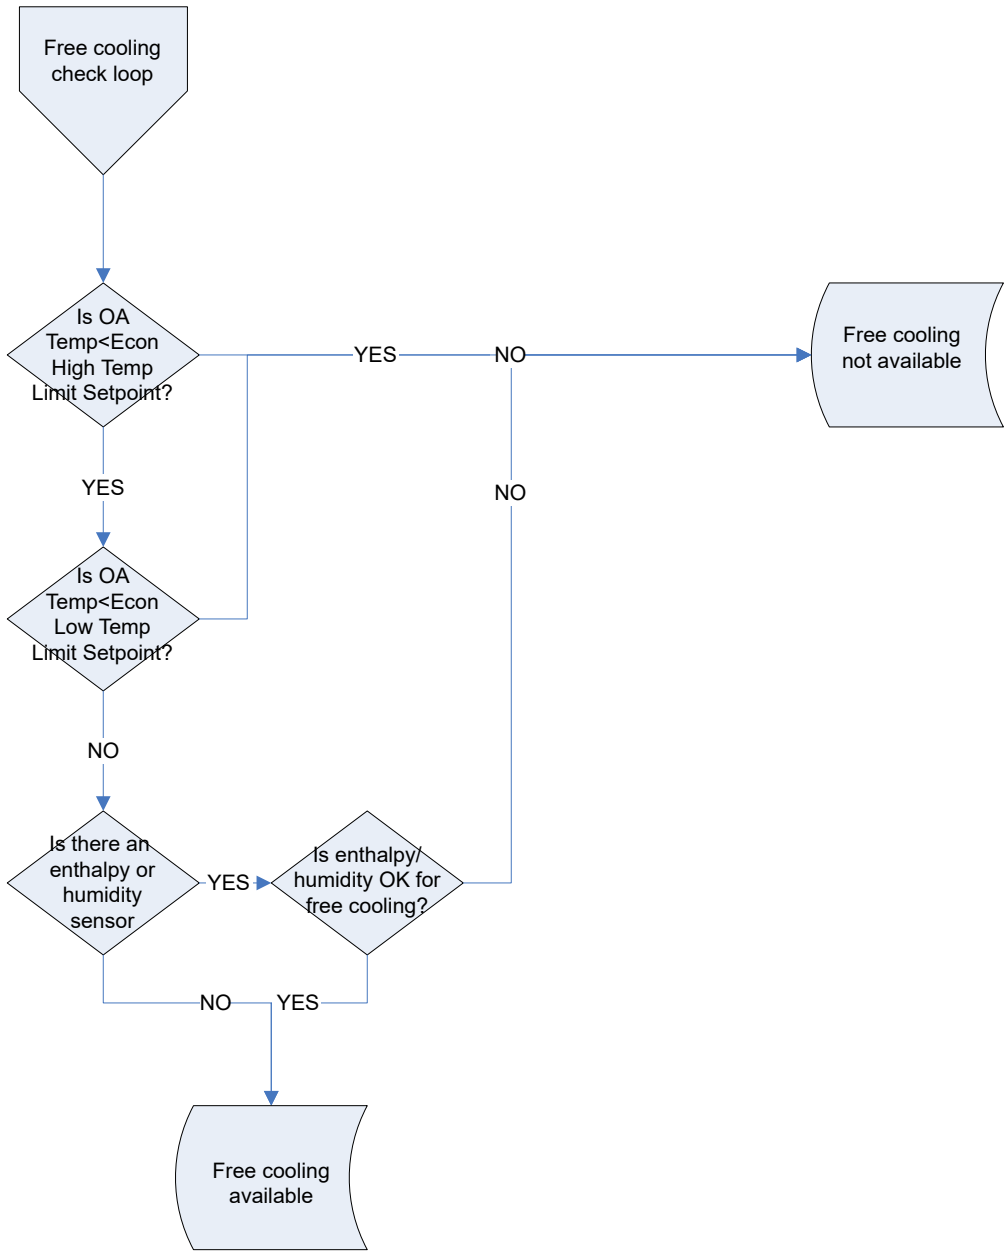 Free cooling
check loop
Is OA
Temp<Econ
High Temp
Limit Setpoint?
YES
NO
Free cooling
not available
YES
NO
Is OA
Temp<Econ
Low Temp
Limit Setpoint?
NO
Is there an
enthalpy or
humidity
sensor
YES
Is enthalpy/
humidity OK for
free cooling?
NO
YES
Free cooling
available